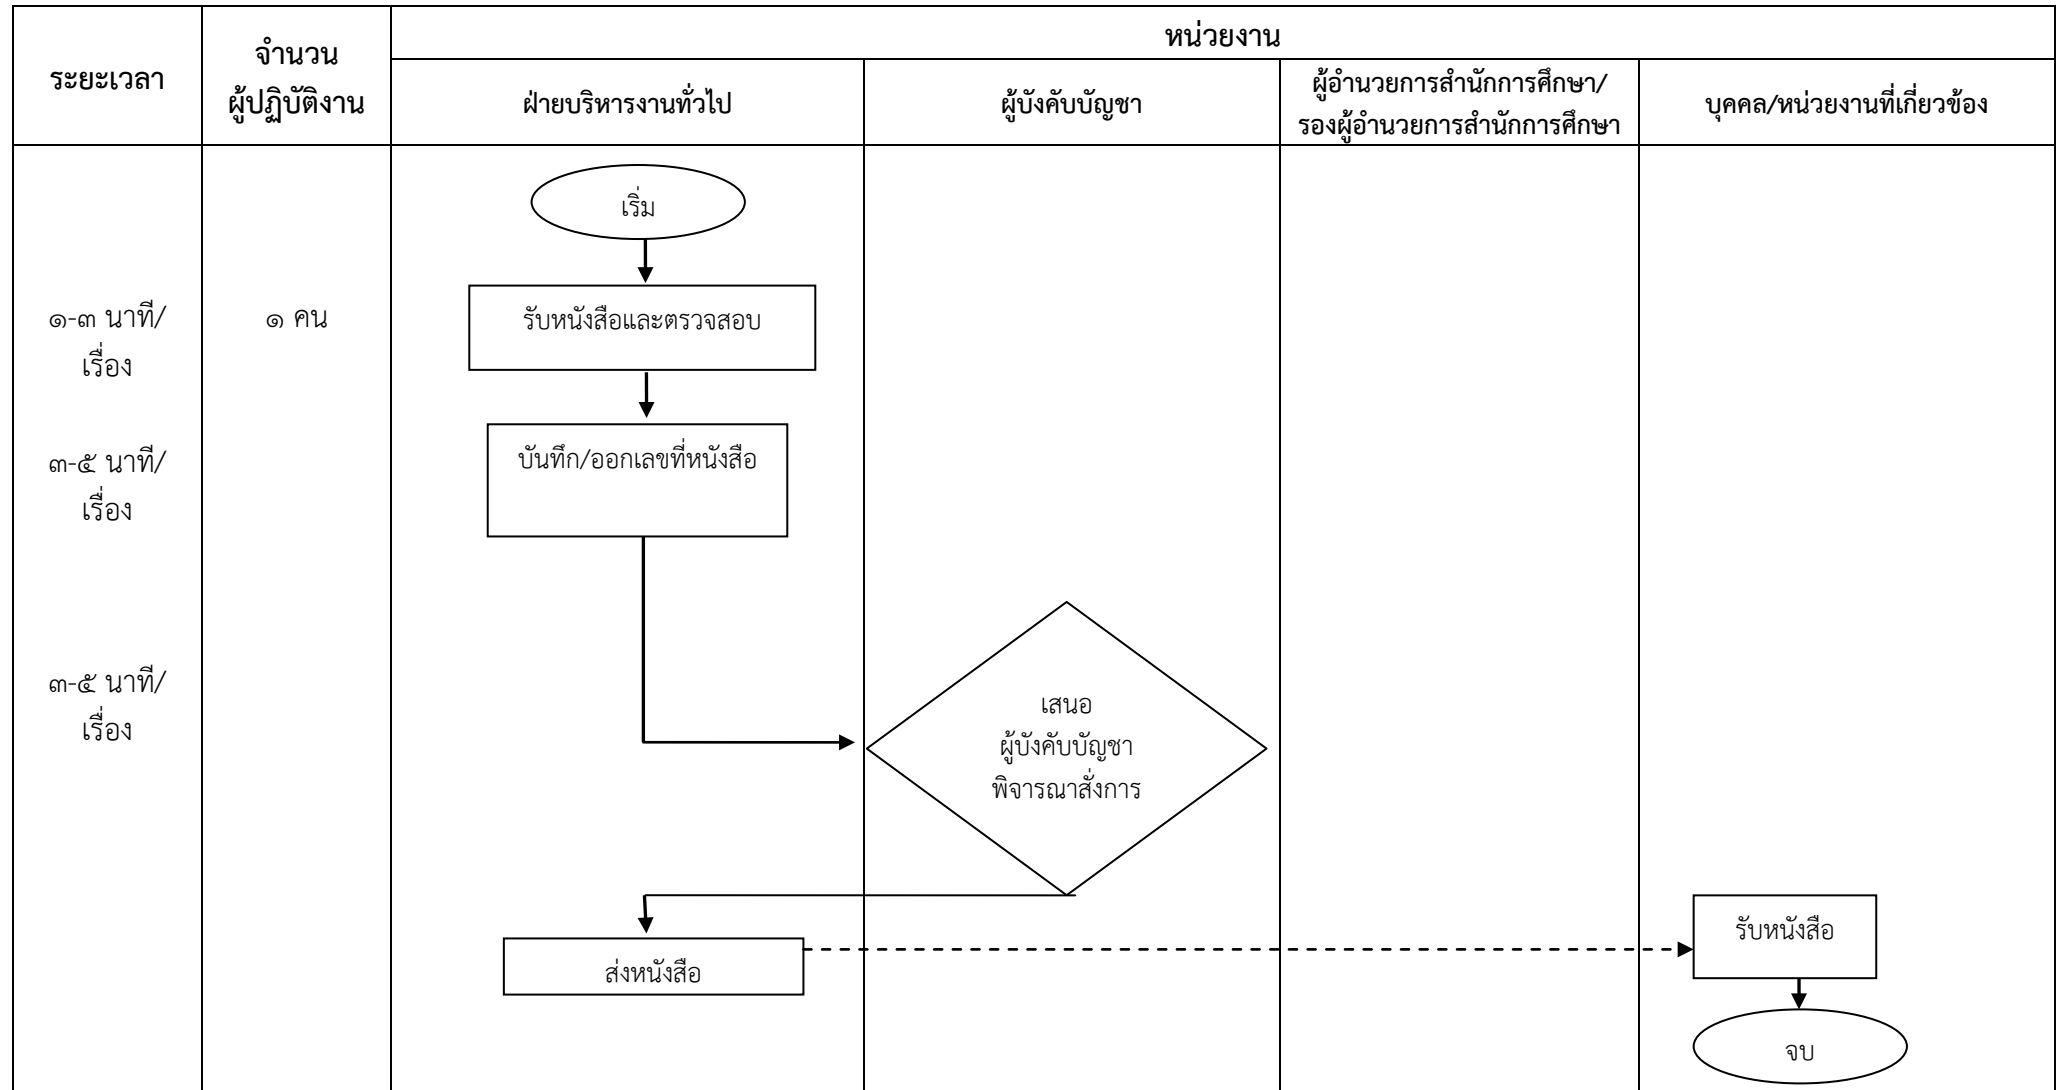 ระยะเวลา
จำนวน
ผู้ปฏิบัติงาน
หน่วยงาน
ฝ่ายบริหารงานทั่วไป
ผู้บังคับบัญชา
ผู้อำนวยการสำนักการศึกษา/
รองผู้อำนวยการสำนักการศึกษา
บุคคล/หน่วยงานที่เกี่ยวข้อง
เริ่ม
๑-๓ นาที/
เรื่อง
๑ คน
รับหนังสือและตรวจสอบ
๓-๕ นาที/
เรื่อง
บันทึก/ออกเลขที่หนังสือ
๓-๕ นาที/
เรื่อง
เสนอ
ผู้บังคับบัญชา
พิจารณาสั่งการ
ส่งหนังสือ
รับหนังสือ
จบ